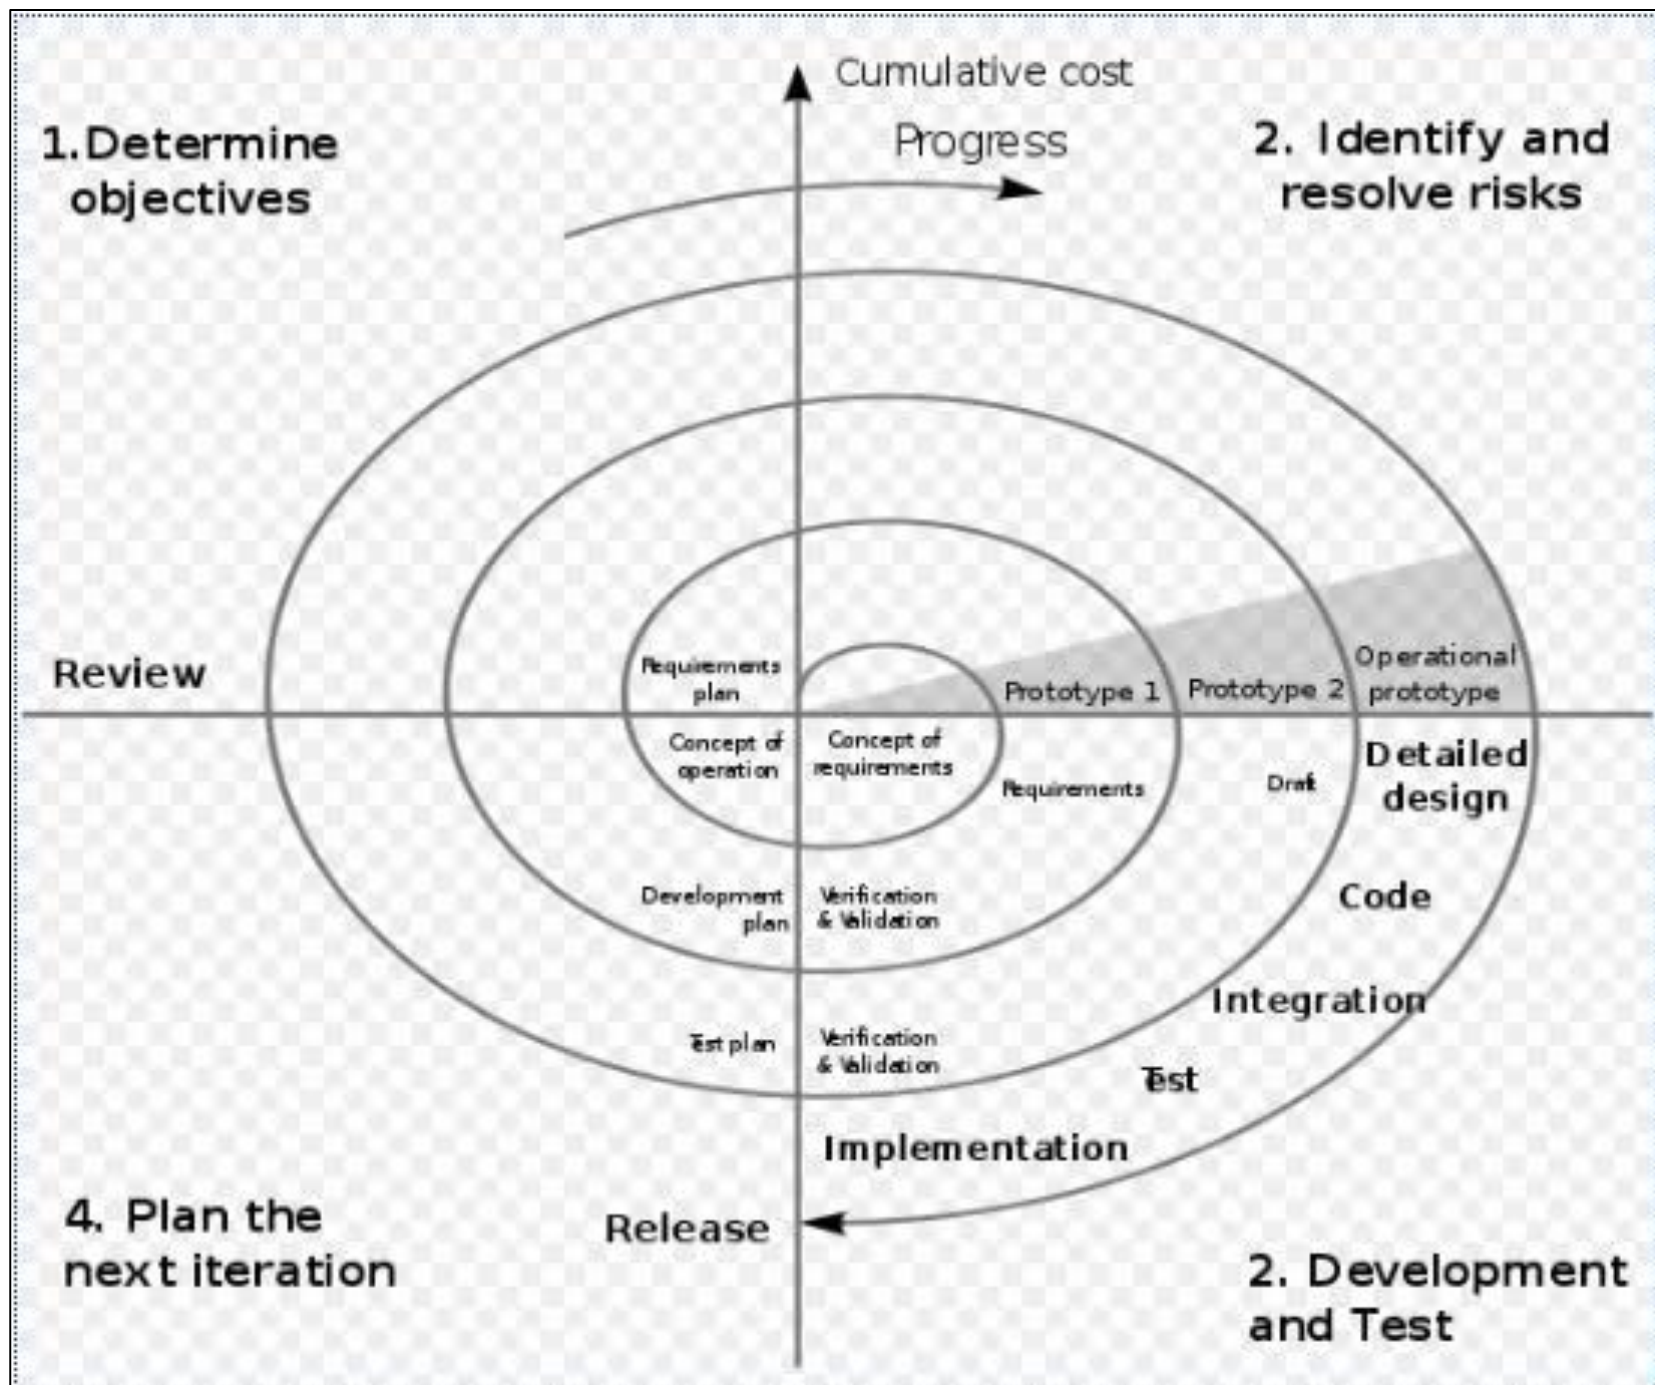 Cumulative cost
Progress
1.Determine
objectives
2. Identify and
resolve risks
Review
Requirements
plan
Prototype 1
Prototype 2
Operational
prototype
Concept of
operation
Concept of
requirements
Requirements
Draft
Detailed
design
Code
Development
plan
Verification
& Validation
Integration
Test plan
Verification
& Validation
Test
Implementation
Release
4. Plan the
next iteration
2. Development
and Test